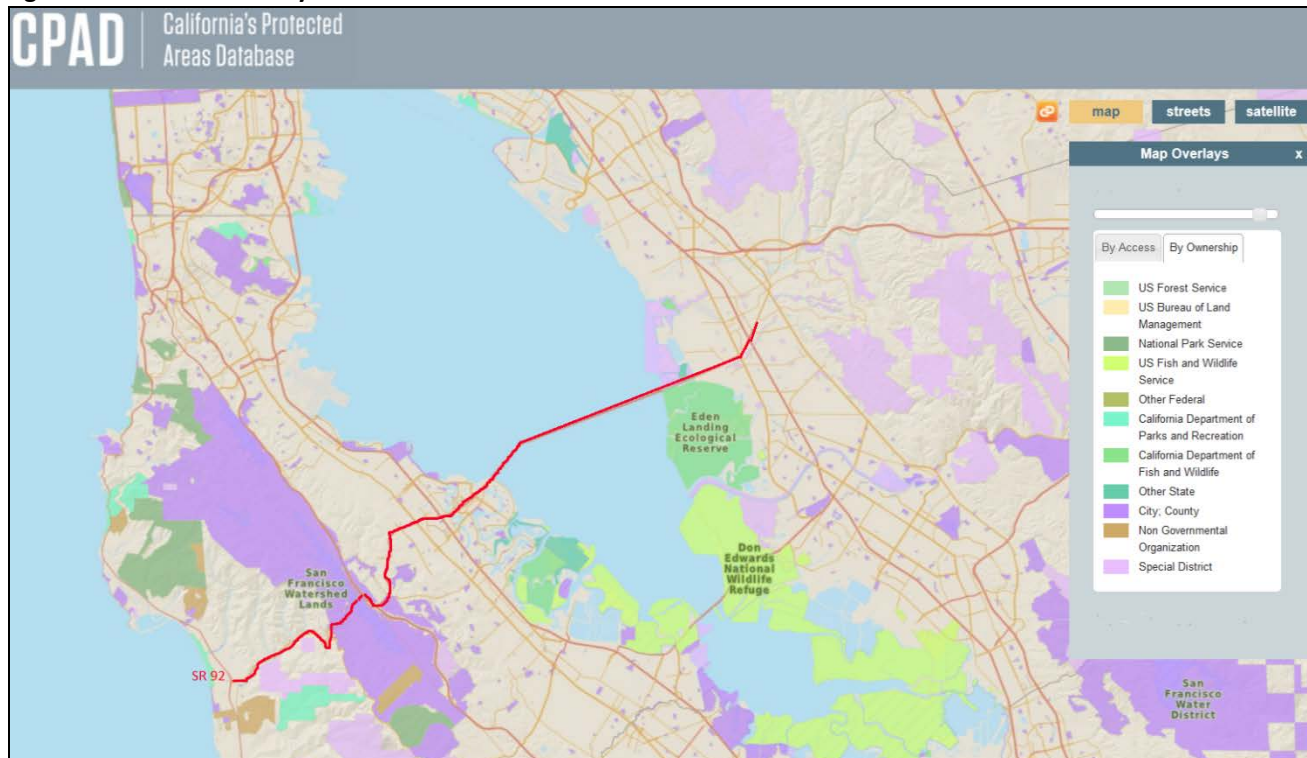 CPAD
California's Protected
Areas Database
map
streets
satellite
Map Overlays
x
By Access
By Ownership
US Forest Service
US Bureau of Land
Management
National Park Service
US Fish and Wildlife
Service
Other Federal
California Department of
Parks and Recreation
California Department of
Fish and Wildlife
Other State
City; County
Non Governmental
Organization
Special District
Eden
Landing
Ecological
Reserve
Don
Edwards
National
Wildlife
Refuge
San
Francisco
Watershed
Lands
SR 92
San
Francisco
Water
District